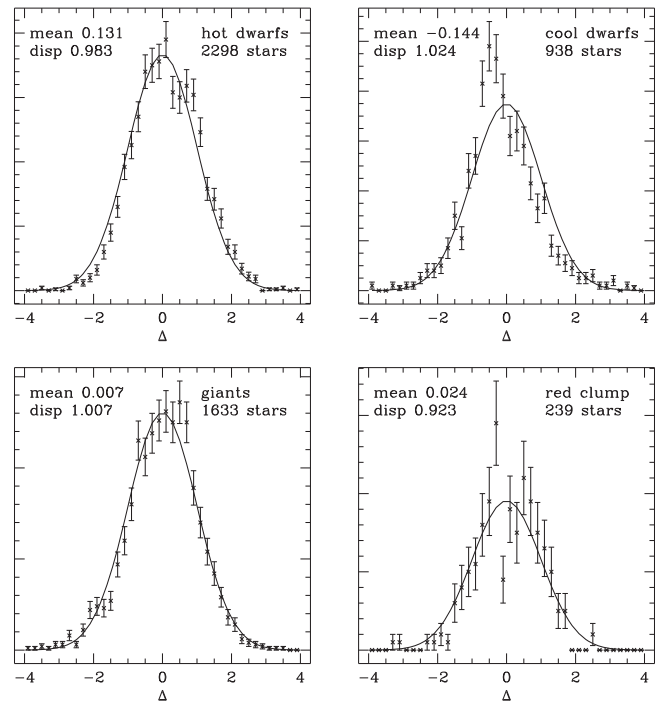 mean 0.131 hot dwarfs
disp 0.983 2298 stars
−4 −2 0 2 4
Δ
mean −0.144 cool dwarfs
disp 1.024 938 stars
−4 −2 0 2 4
Δ
mean 0.007 giants
disp 1.007 1633 stars
−4 −2 0 2 4
Δ
mean 0.024 red clump
disp 0.923 239 stars
−4 −2 0 2 4
Δ